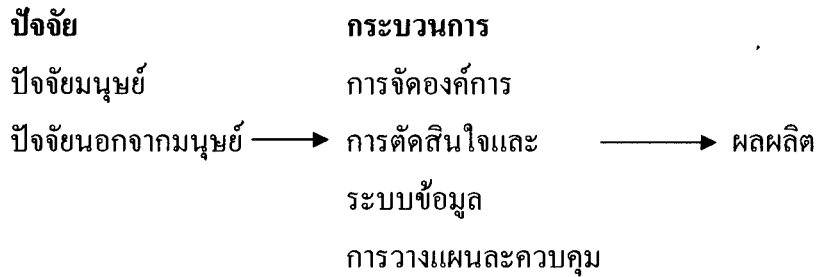 ปัจจัย กระบวนการ
ปัจจัยมนุษย์ การจัดองค์การ
ปัจจัยนอกจากมนุษย์ การตัดสินใจและ ผลผลิต
ระบบข้อมูล
การวางแผนละควบคุม